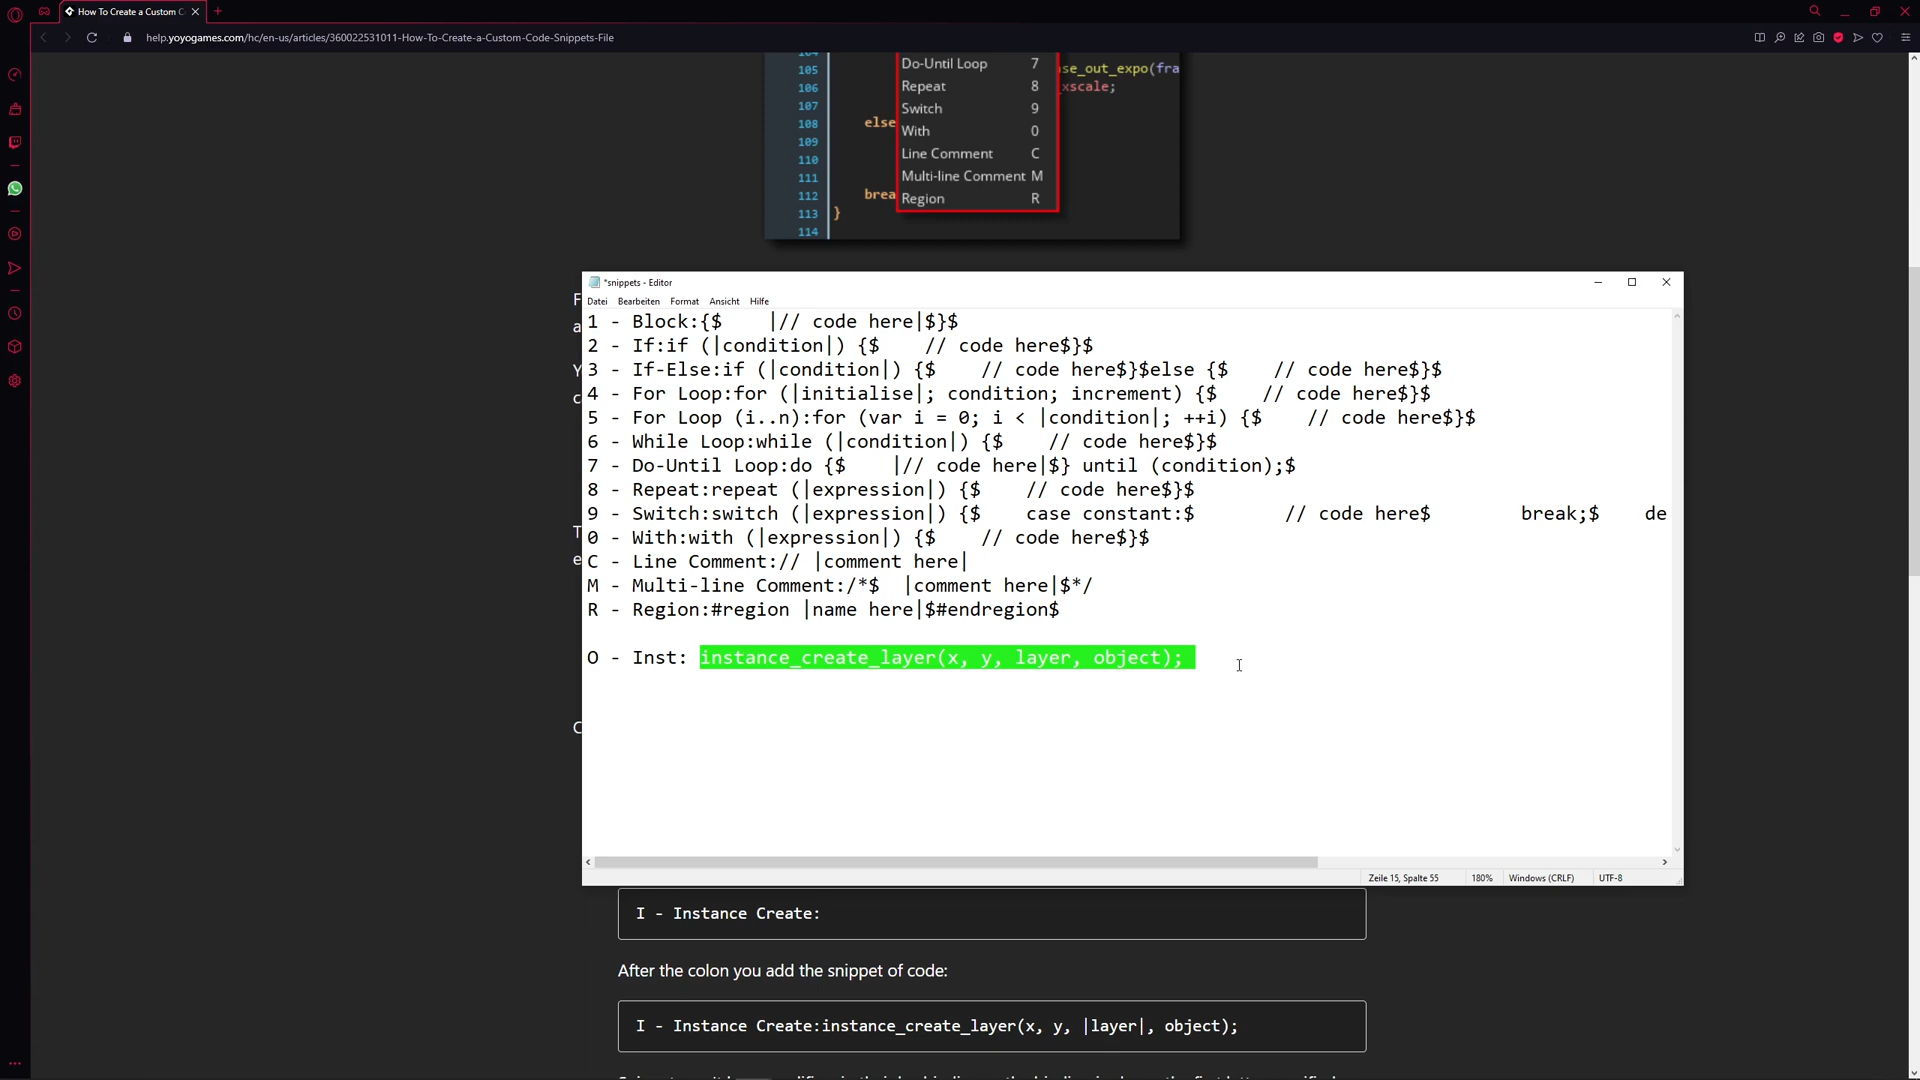 How To Create a Custom C
help.yoyogames.com/hc/en-us/articles/360022531011-How-To-Create-a-Custom-Code-Snippets-File
Do-Until Loop 7
105 se_out_expo(fra
Repeat 8
106 _xscale;
107
Switch 9
108 else
With 0
109
110
Line Comment C
111
Multi-line Comment M
112 brea
Region R
113 }
114
*snippets - Editor
Datei Bearbeiten Format Ansicht Hilfe
1 - Block:{$    |// code here|$}$
2 - If:if (|condition|) {$    // code here$}$
3 - If-Else:if (|condition|) {$    // code here$}$else {$    // code here$}$
4 - For Loop:for (|initialise|; condition; increment) {$    // code here$}$
5 - For Loop (i..n):for (var i = 0; i < |condition|; ++i) {$    // code here$}$
6 - While Loop:while (|condition|) {$    // code here$}$
7 - Do-Until Loop:do {$    |// code here|$} until (condition);$
8 - Repeat:repeat (|expression|) {$    // code here$}$
9 - Switch:switch (|expression|) {$    case constant:$        // code here$        break;$    de
0 - With:with (|expression|) {$    // code here$}$
C - Line Comment:// |comment here|
M - Multi-line Comment:/*$  |comment here|$*/
R - Region:#region |name here|$#endregion$
O - Inst: instance_create_layer(x, y, layer, object);
Zeile 15, Spalte 55 180% Windows (CRLF) UTF-8
I - Instance Create:
After the colon you add the snippet of code:
I - Instance Create:instance_create_layer(x, y, |layer|, object);